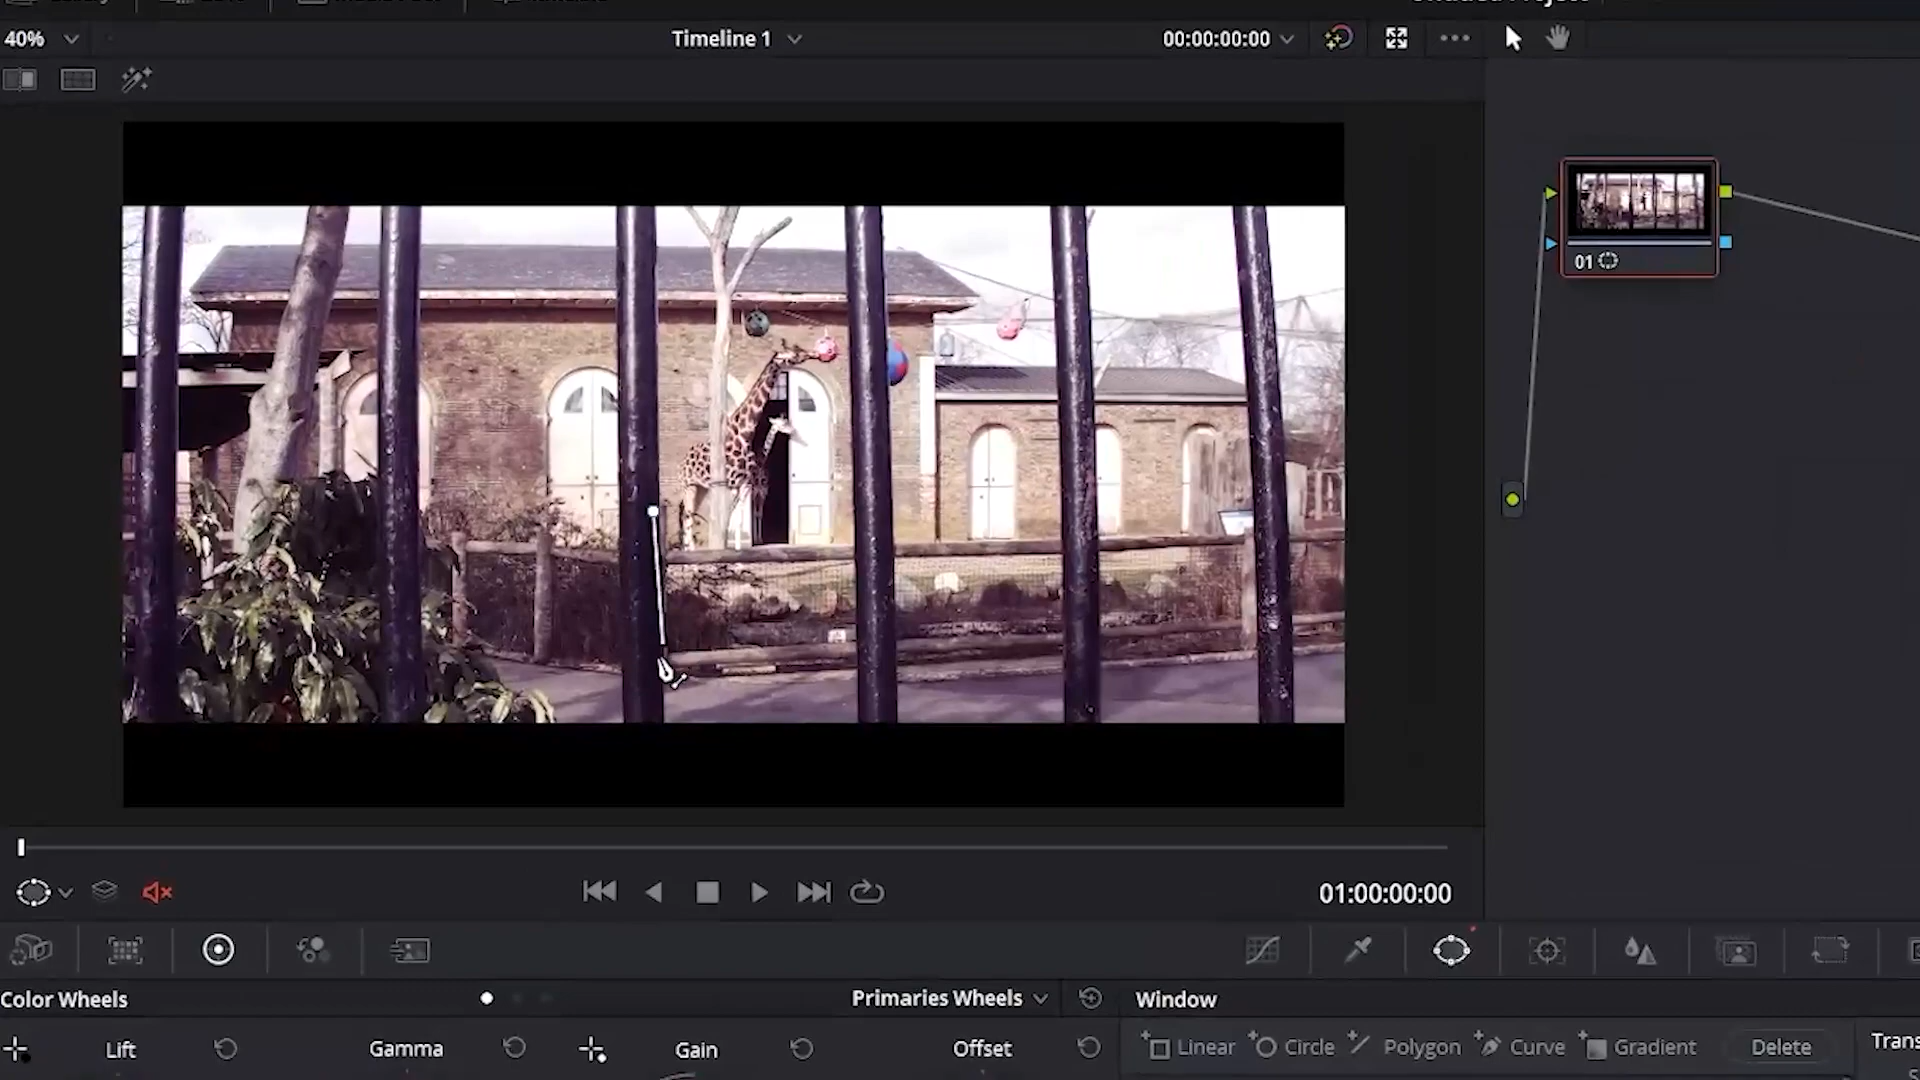 40%
Timeline 1
00:00:00:00
01
01:00:00:00
Color Wheels
Primaries Wheels
Window
Lift
Gamma
Gain
Offset
Linear
Circle
Polygon
Curve
Gradient
Delete
Trans